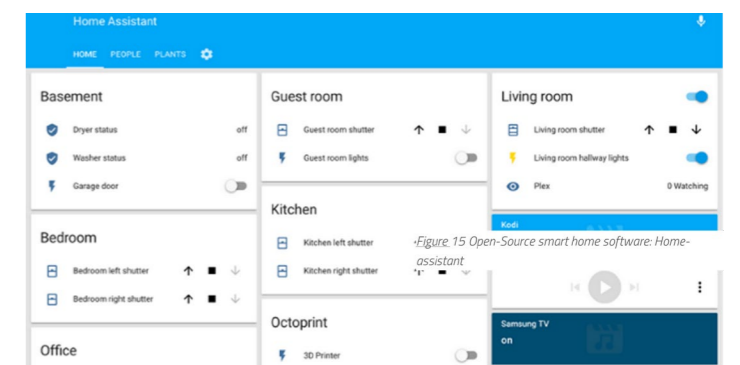 Home Assistant
HOME PEOPLE PLANTS
Basement
Dryer status off
Washer status off
Garage door
Bedroom
Bedroom left shutter
Bedroom right shutter
Office
Guest room
Guest room shutter
Guest room lights
Kitchen
Kitchen left shutter
Kitchen right shutter
Octoprint
3D Printer
Living room
Living room shutter
Living room hallway lights
Plex 0 Watching
Kodi
Figure 15 Open-Source smart home software: Home-
assistant
Samsung TV
on